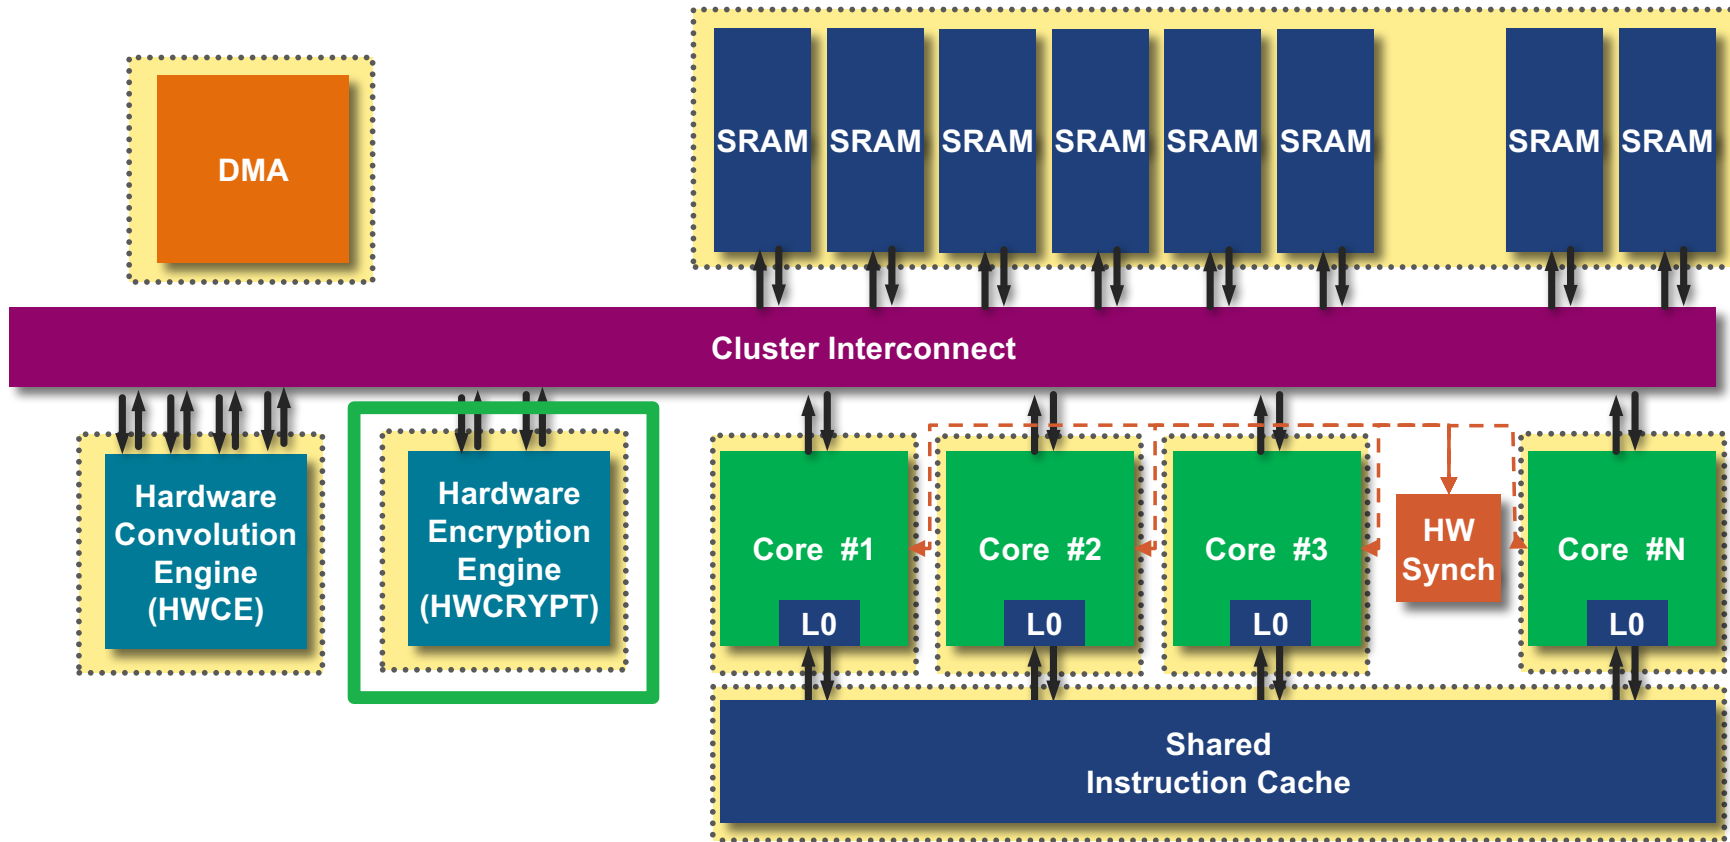 DMA
SRAM
SRAM
SRAM
SRAM
SRAM
SRAM
SRAM
SRAM
Cluster Interconnect
Hardware
Convolution
Engine
(HWCE)
Hardware
Encryption
Engine
(HWCRYPT)
Core #1
L0
Core #2
L0
Core #3
L0
HW
Synch
Core #N
L0
Shared
Instruction Cache